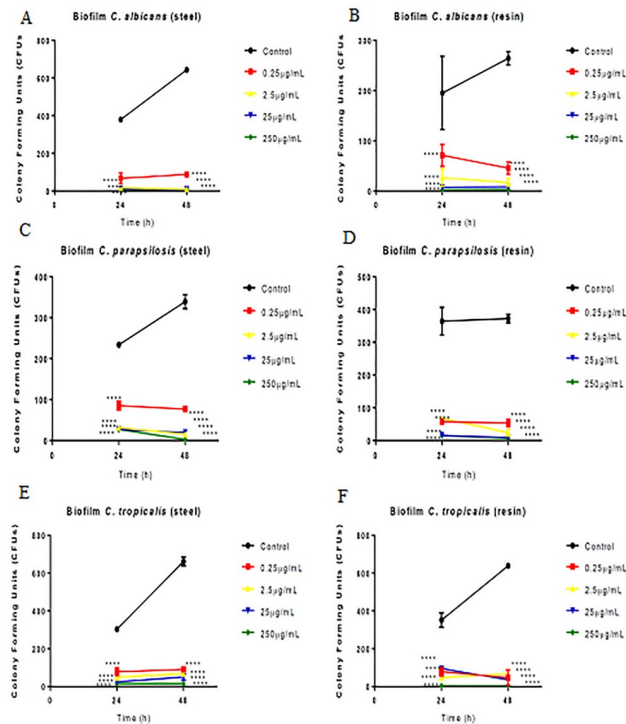 A
Biofilm C. albicans (steel)
Colony Forming Units (CFUs)
800
600
400
200
0
0 24 48
Time (h)
Control
0.25µg/mL
2.5µg/mL
25µg/mL
250µg/mL
B
Biofilm C. albicans (resin)
Colony Forming Units (CFUs
300
200
100
0
0 24 48
Time (h)
Control
0.25µg/mL
2.5µg/mL
25µg/mL
250µg/mL
C
Biofilm C. parapsilosis (steel)
Colony Forming Units (CFUs)
400
300
200
100
0
0 24 48
Time (h)
Control
0.25µg/mL
2.5µg/mL
25µg/mL
250µg/mL
D
Biofilm C. parapsilosis (resin)
Colony Forming Units (CFUs)
500
400
300
200
100
0
0 24 48
Time (h)
Control
0.25µg/mL
2.5µg/mL
25µg/mL
250µg/mL
E
Biofilm C. tropicalis (steel)
Colony Forming Units (CFUs)
800
600
400
200
0
0 24 48
Time (h)
Control
0.25µg/mL
2.5µg/mL
25µg/mL
250µg/mL
F
Biofilm C. tropicalis (resin)
Colony Forming Units (CFUs)
800
600
400
200
0
0 24 48
Time (h)
Control
0.25µg/mL
2.5µg/mL
25µg/mL
250µg/mL